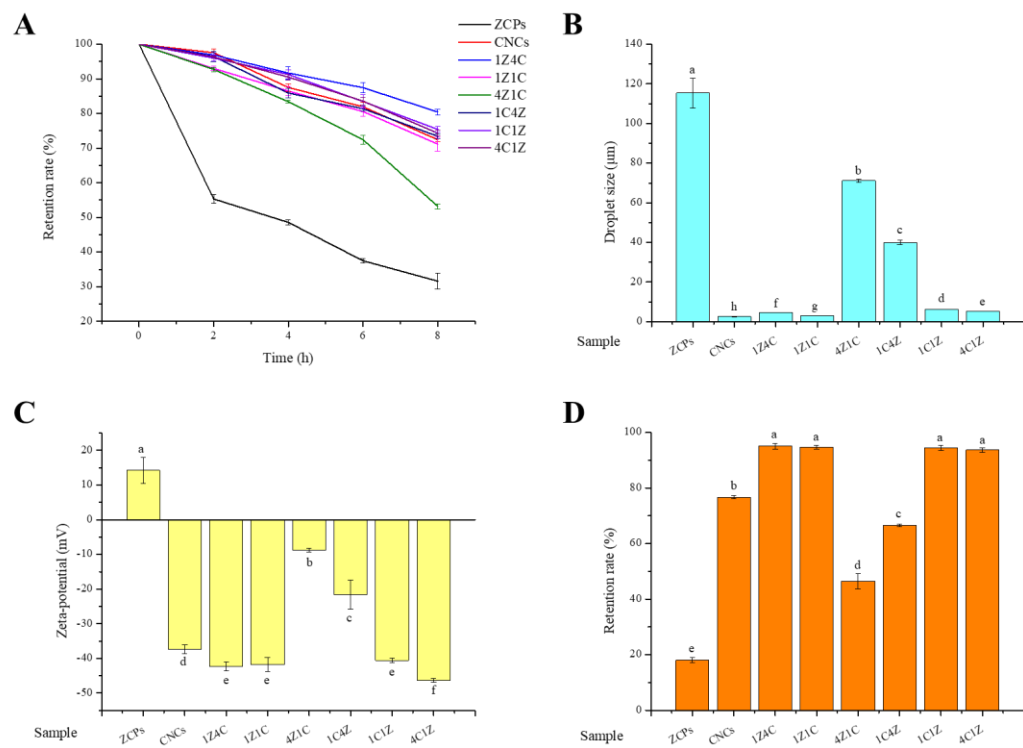 A
Retention rate (%)
100
90
80
70
60
50
40
30
20
0
2
4
6
8
Time (h)
ZCPs
CNCs
1Z4C
1Z1C
4Z1C
1C4Z
1C1Z
4C1Z
B
Droplet size (μm)
140
120
100
80
60
40
20
0
a
h
f
g
b
c
d
e
Sample
ZCPs
CNCs
1Z4C
1Z1C
4Z1C
1C4Z
1C1Z
4C1Z
C
Zeta-potential (mV)
20
10
0
-10
-20
-30
-40
-50
a
d
e
e
b
c
e
f
Sample
ZCPs
CNCs
1Z4C
1Z1C
4Z1C
1C4Z
1C1Z
4C1Z
D
Retention rate (%)
100
80
60
40
20
0
e
b
a
a
d
c
a
a
Sample
ZCPs
CNCs
1Z4C
1Z1C
4Z1C
1C4Z
1C1Z
4C1Z